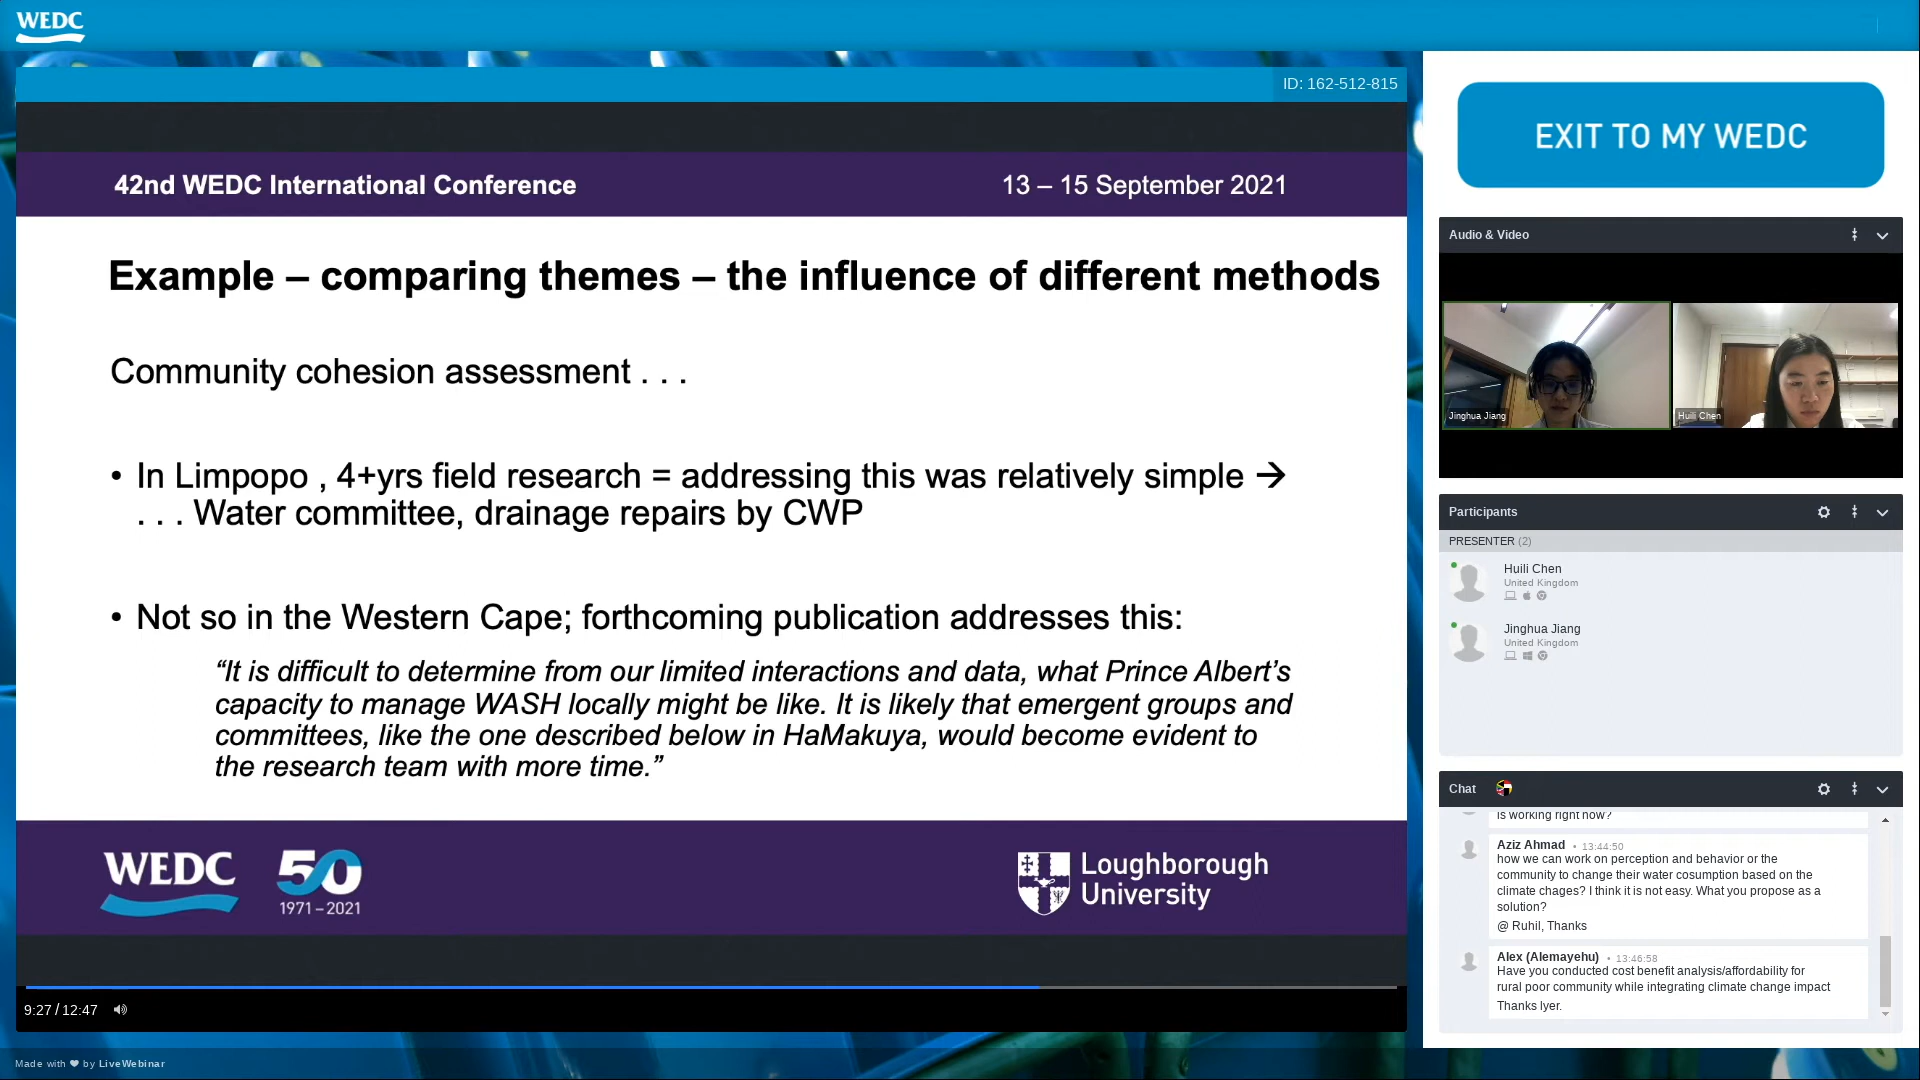 WEDC
ID: 162-512-815
42nd WEDC International Conference
13 – 15 September 2021
Example – comparing themes – the influence of different methods
Community cohesion assessment . . .
• In Limpopo , 4+yrs field research = addressing this was relatively simple →
. . . Water committee, drainage repairs by CWP
• Not so in the Western Cape; forthcoming publication addresses this:
“It is difficult to determine from our limited interactions and data, what Prince Albert’s
capacity to manage WASH locally might be like. It is likely that emergent groups and
committees, like the one described below in HaMakuya, would become evident to
the research team with more time.”
WEDC
50
1971 – 2021
Loughborough
University
9:27 / 12:47
Made with ♥ by LiveWebinar
EXIT TO MY WEDC
Audio & Video
Jinghua Jiang
Huili Chen
Participants
PRESENTER (2)
Huili Chen
United Kingdom
Jinghua Jiang
United Kingdom
Chat
is working right now?
Aziz Ahmad • 13:44:50
how we can work on perception and behavior or the
community to change their water cosumption based on the
climate chages? I think it is not easy. What you propose as a
solution?
@ Ruhil, Thanks
Alex (Alemayehu) • 13:46:58
Have you conducted cost benefit analysis/affordability for
rural poor community while integrating climate change impact
Thanks lyer.